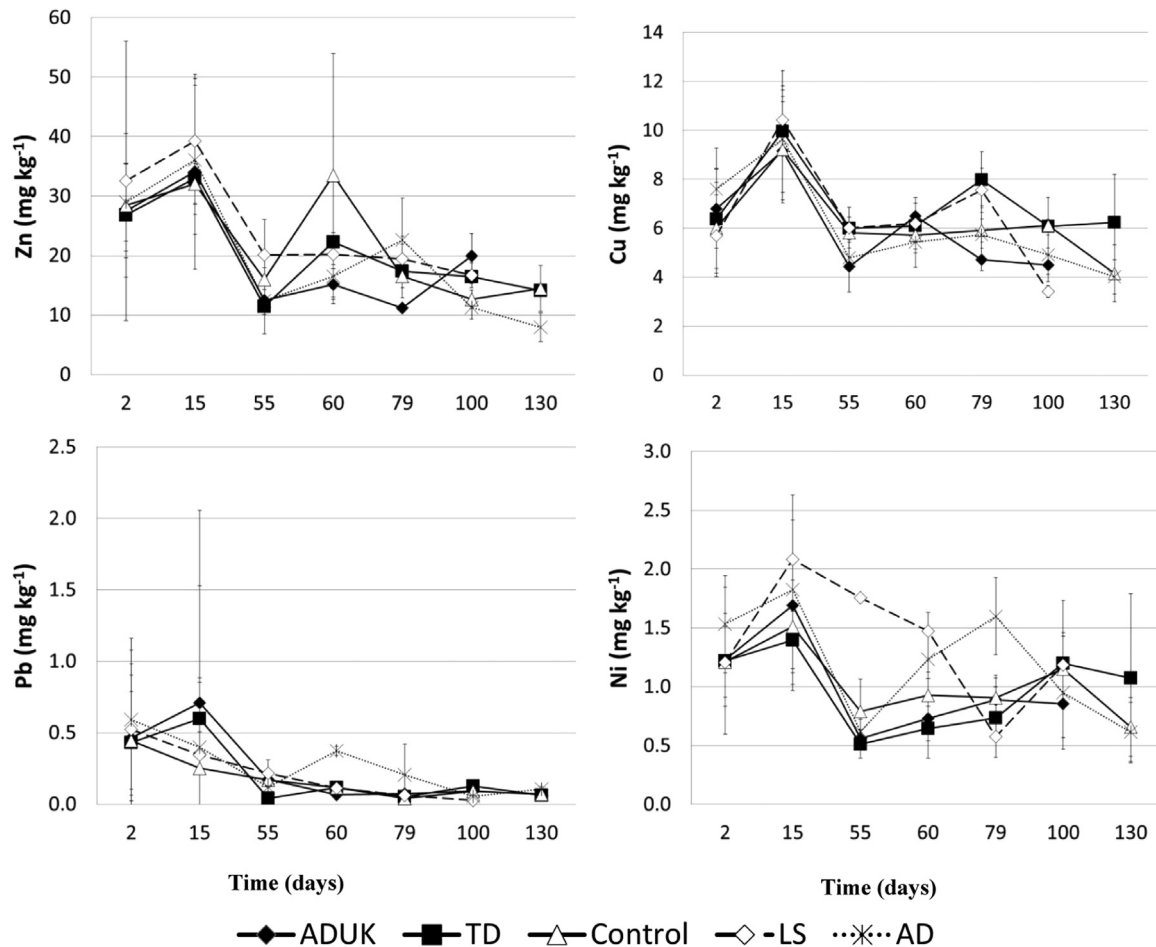 60
50
40
30
20
10
0
Zn (mg kg⁻¹)
2 15 55 60 79 100 130
14
12
10
8
6
4
2
0
Cu (mg kg⁻¹)
2 15 55 60 79 100 130
2.5
2.0
1.5
1.0
0.5
0.0
Pb (mg kg⁻¹)
2 15 55 60 79 100 130
Time (days)
3.0
2.5
2.0
1.5
1.0
0.5
0.0
Ni (mg kg⁻¹)
2 15 55 60 79 100 130
Time (days)
ADUK TD Control LS AD